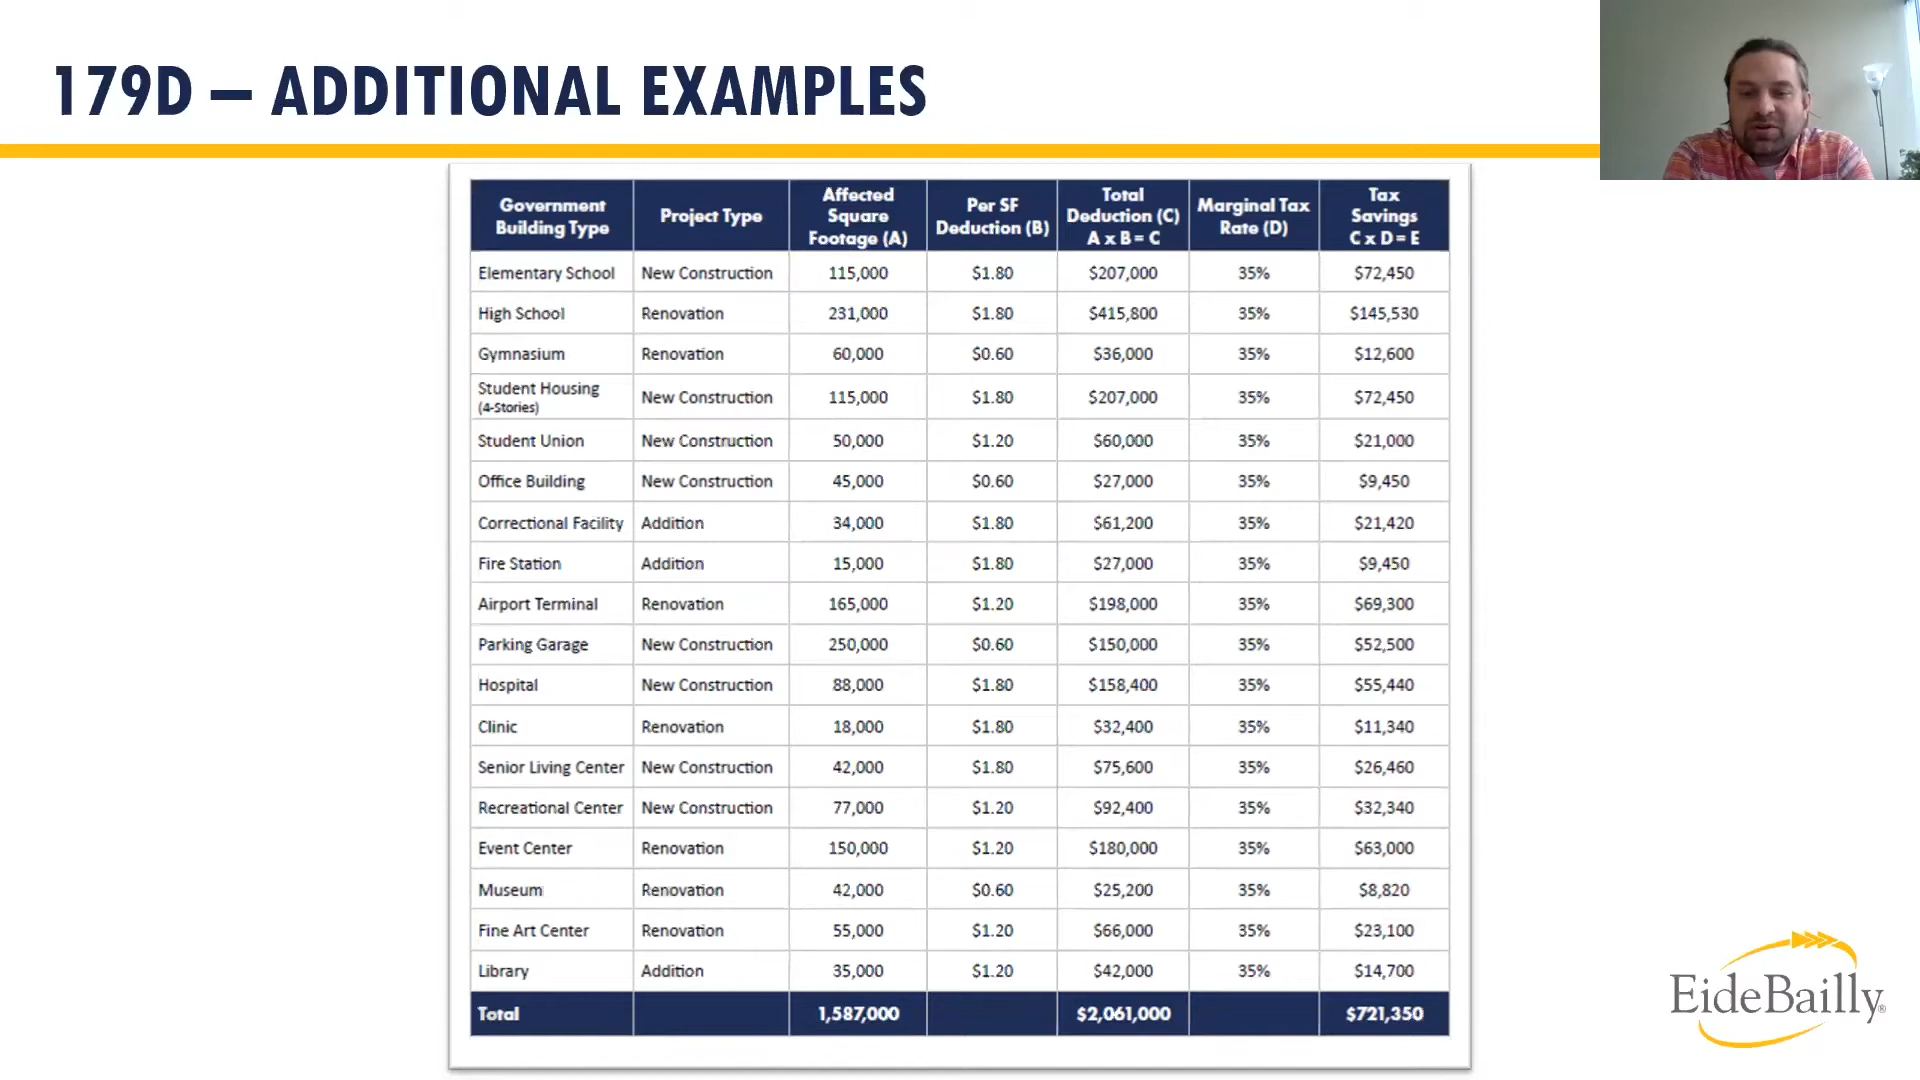 179D – ADDITIONAL EXAMPLES
Government Building Type Project Type Affected Square Footage (A) Per SF Deduction (B) Total Deduction (C) A x B = C Marginal Tax Rate (D) Tax Savings C x D = E
Elementary School New Construction 115,000 $1.80 $207,000 35% $72,450
High School Renovation 231,000 $1.80 $415,800 35% $145,530
Gymnasium Renovation 60,000 $0.60 $36,000 35% $12,600
Student Housing (4-Stories) New Construction 115,000 $1.80 $207,000 35% $72,450
Student Union New Construction 50,000 $1.20 $60,000 35% $21,000
Office Building New Construction 45,000 $0.60 $27,000 35% $9,450
Correctional Facility Addition 34,000 $1.80 $61,200 35% $21,420
Fire Station Addition 15,000 $1.80 $27,000 35% $9,450
Airport Terminal Renovation 165,000 $1.20 $198,000 35% $69,300
Parking Garage New Construction 250,000 $0.60 $150,000 35% $52,500
Hospital New Construction 88,000 $1.80 $158,400 35% $55,440
Clinic Renovation 18,000 $1.80 $32,400 35% $11,340
Senior Living Center New Construction 42,000 $1.80 $75,600 35% $26,460
Recreational Center New Construction 77,000 $1.20 $92,400 35% $32,340
Event Center Renovation 150,000 $1.20 $180,000 35% $63,000
Museum Renovation 42,000 $0.60 $25,200 35% $8,820
Fine Art Center Renovation 55,000 $1.20 $66,000 35% $23,100
Library Addition 35,000 $1.20 $42,000 35% $14,700
Total 1,587,000 $2,061,000 $721,350
EideBailly®